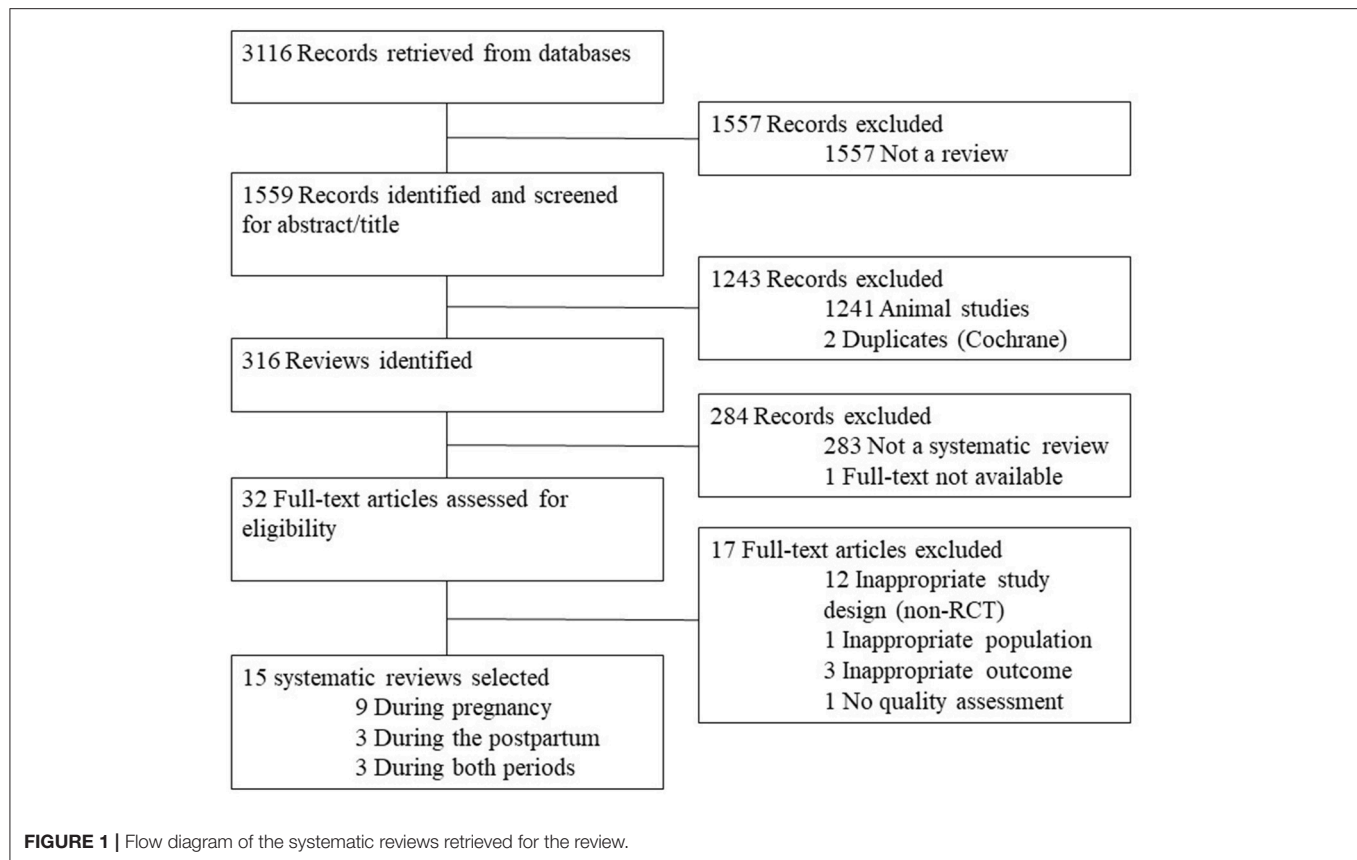 3116 Records retrieved from databases
1557 Records excluded
1557 Not a review
1559 Records identified and screened
for abstract/title
1243 Records excluded
1241 Animal studies
2 Duplicates (Cochrane)
316 Reviews identified
284 Records excluded
283 Not a systematic review
1 Full-text not available
32 Full-text articles assessed for
eligibility
17 Full-text articles excluded
12 Inappropriate study
design (non-RCT)
1 Inappropriate population
3 Inappropriate outcome
1 No quality assessment
15 systematic reviews selected
9 During pregnancy
3 During the postpartum
3 During both periods
FIGURE 1 | Flow diagram of the systematic reviews retrieved for the review.